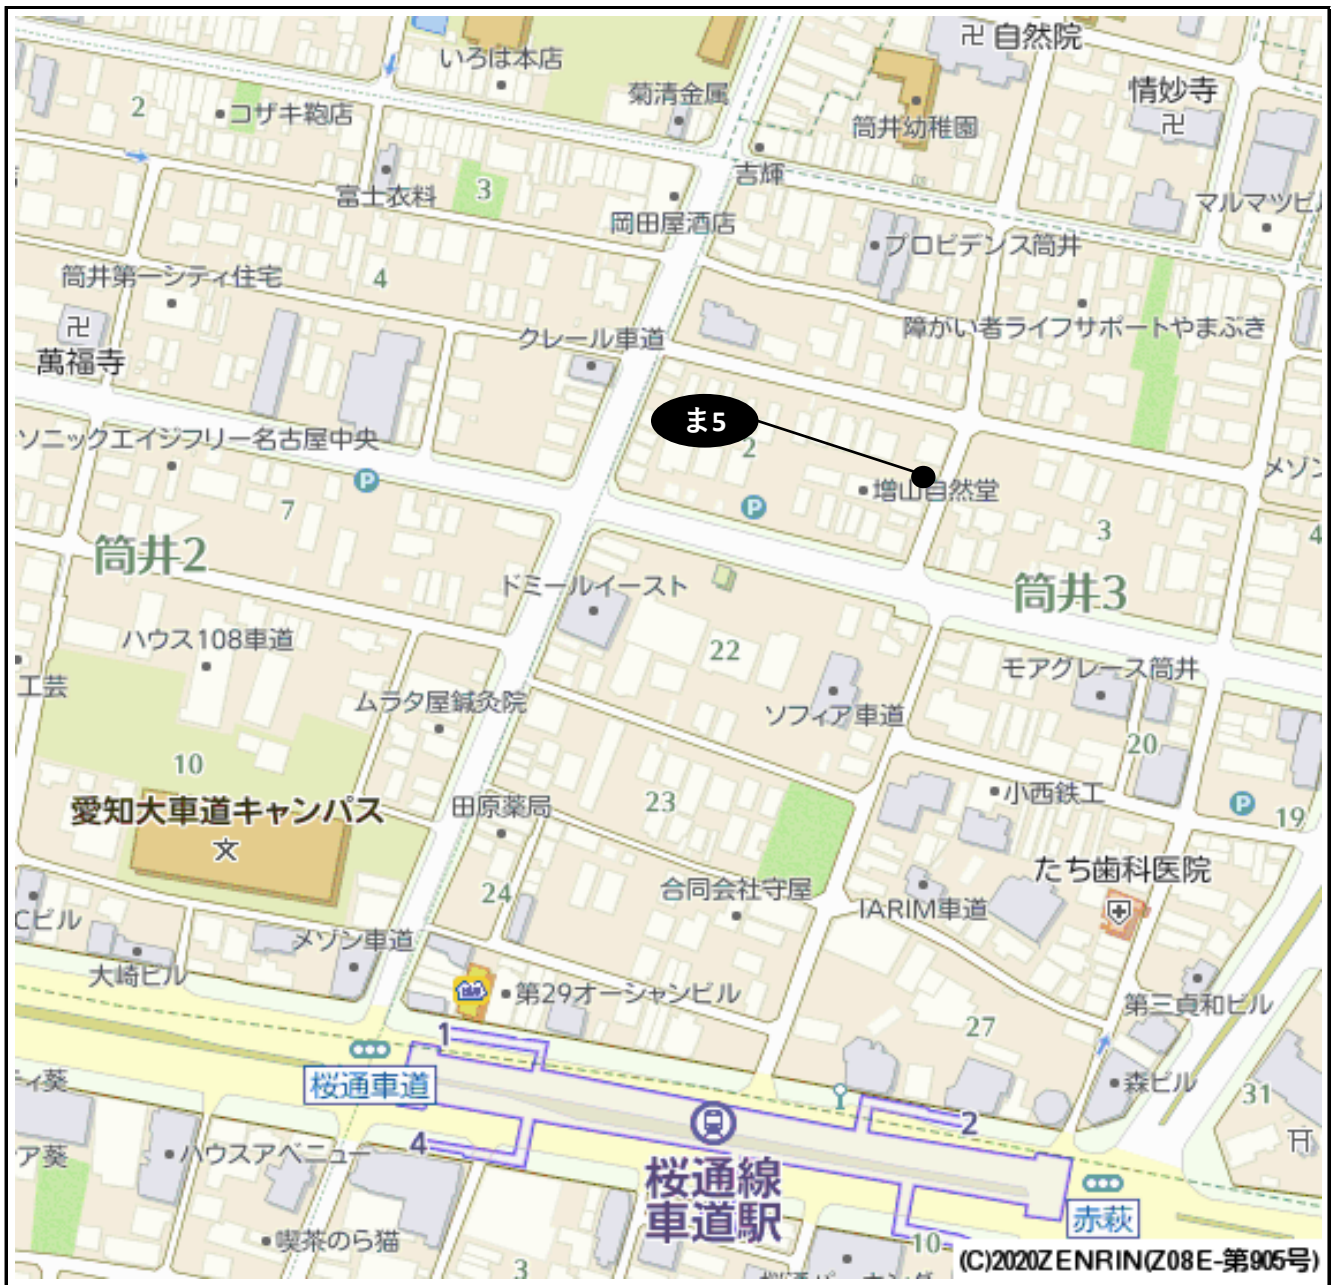 卍 自然院
いろは本店
情妙寺
卍
菊清金属
2
コザキ鞄店
筒井幼稚園
吉輝
富士衣料
3
マルマツビル
岡田屋酒店
プロビデンス筒井
筒井第一シティ住宅
4
卍
萬福寺
クレール車道
障がい者ライフサポートやまぶき
ま5
2
ソニックエイジフリー名古屋中央
P
メゾン
増山自然堂
7
P
3
4
筒井2
筒井3
ドミールイースト
ハウス108車道
22
モアグレース筒井
工芸
ムラタ屋鍼灸院
ソフィア車道
20
10
小西鉄工
愛知大車道キャンパス
文
田原薬局
23
P
19
たち歯科医院
24
合同会社守屋
IARIM車道
Cビル
メゾン車道
大崎ビル
第29オーシャンビル
第三貞和ビル
27
1
桜通車道
ィ葵
森ビル
31
2
4
ア葵
ハウスアベニュー
桜通線
車道駅
赤萩
喫茶のら猫
10
3
(C)2020ZENRIN(Z08E-第905号)